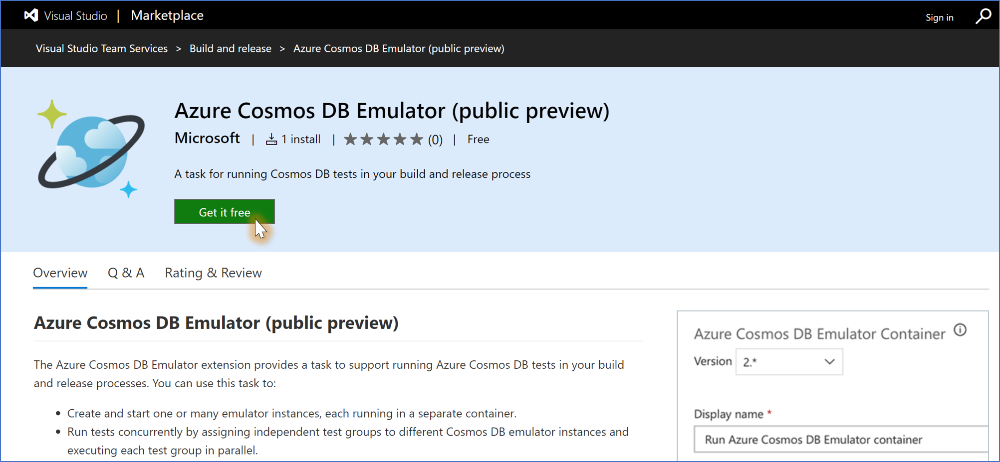 Visual Studio | Marketplace
Sign in
Visual Studio Team Services > Build and release > Azure Cosmos DB Emulator (public preview)
Azure Cosmos DB Emulator (public preview)
Microsoft | 1 install | (0) | Free
A task for running Cosmos DB tests in your build and release process
Get it free
Overview Q & A Rating & Review
Azure Cosmos DB Emulator (public preview)
The Azure Cosmos DB Emulator extension provides a task to support running Azure Cosmos DB tests in your build
and release processes. You can use this task to:
• Create and start one or many emulator instances, each running in a separate container.
• Run tests concurrently by assigning independent test groups to different Cosmos DB emulator instances and
executing each test group in parallel.
Azure Cosmos DB Emulator Container
Version 2.*
Display name *
Run Azure Cosmos DB Emulator container